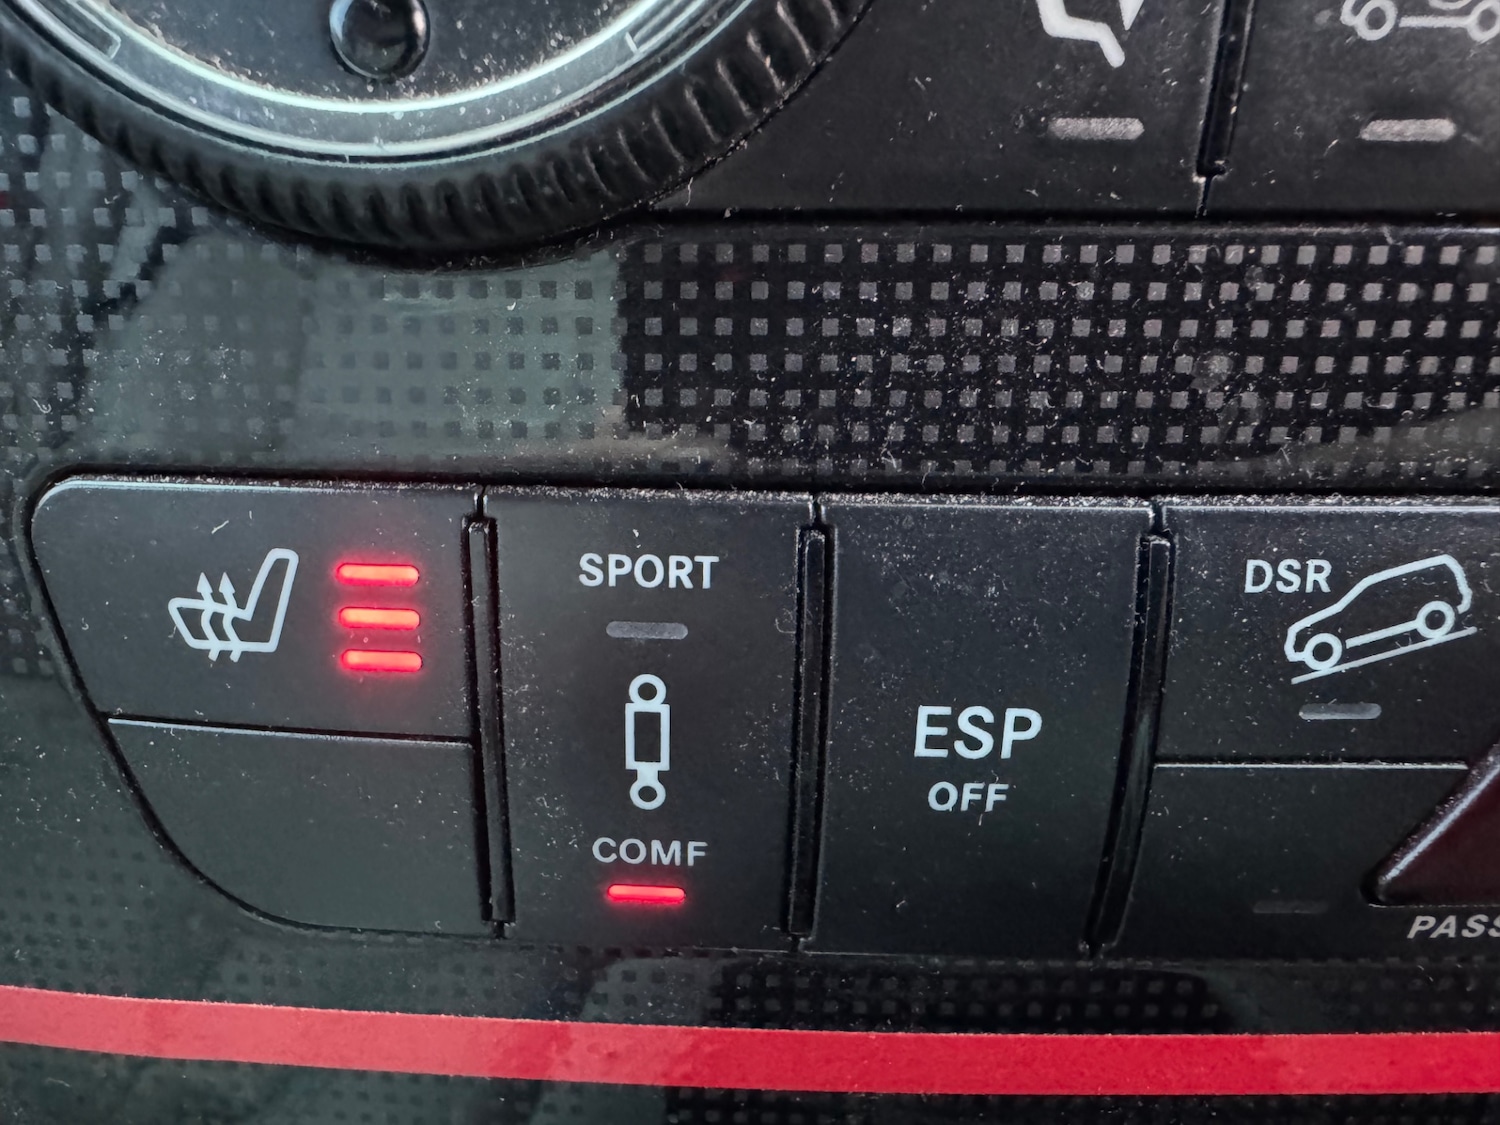 SPORT
COMF
ESP
OFF
DSR